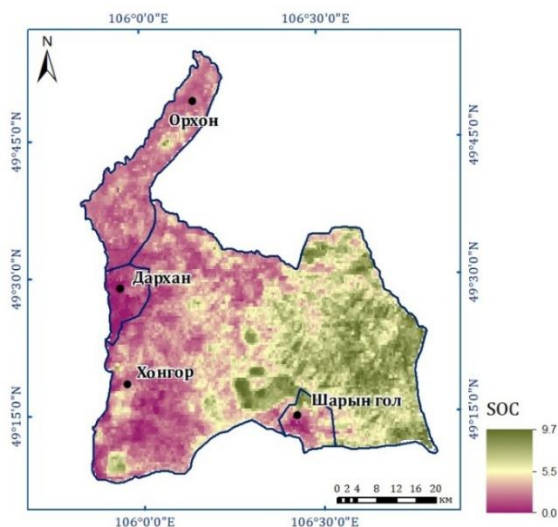 106°0'0"E 106°30'0"E
N
Орхон
49°45'0"N 49°45'0"N
49°30'0"N 49°30'0"N
Дархан
Хонгор
Шарын гол
49°15'0"N 49°15'0"N
SOC
9.7
5.5
0.0
0 2 4 8 12 16 20
км
106°0'0"E 106°30'0"E